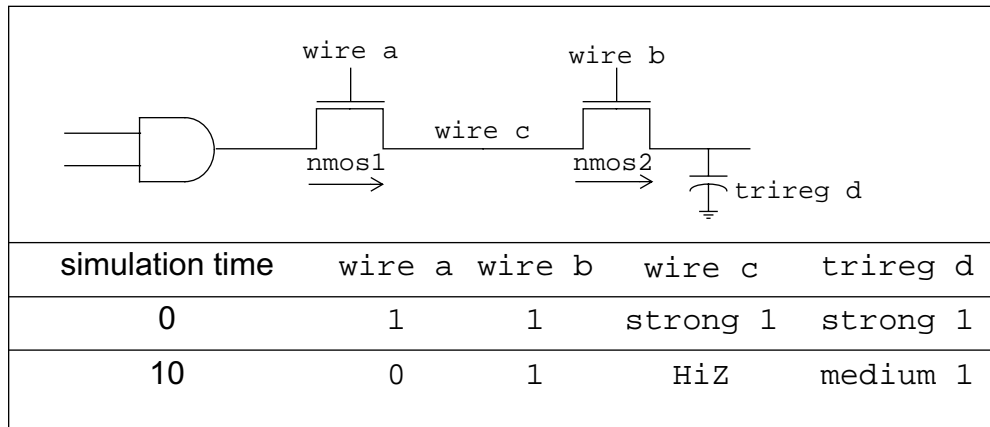 wire a
wire b
wire c
nmos1
nmos2
trireg d
simulation time wire a wire b wire c trireg d
0 1 1 strong 1 strong 1
10 0 1 HiZ medium 1